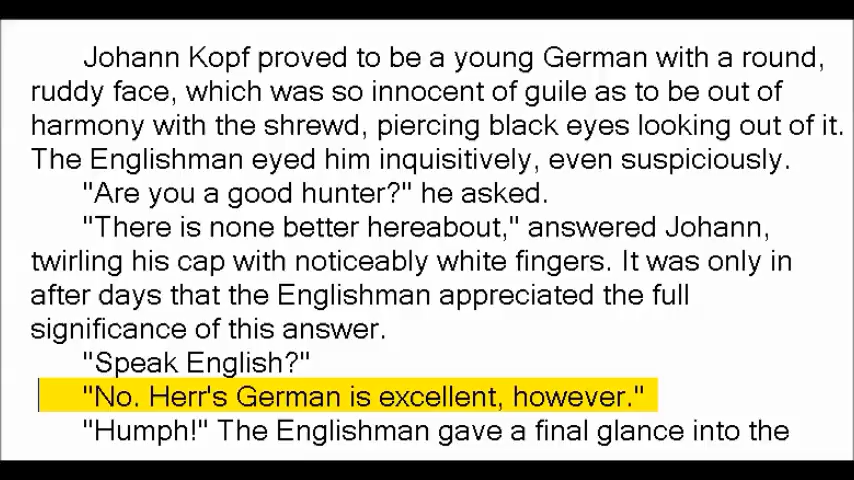 Johann Kopf proved to be a young German with a round,
ruddy face, which was so innocent of guile as to be out of
harmony with the shrewd, piercing black eyes looking out of it.
The Englishman eyed him inquisitively, even suspiciously.
"Are you a good hunter?" he asked.
"There is none better hereabout," answered Johann,
twirling his cap with noticeably white fingers. It was only in
after days that the Englishman appreciated the full
significance of this answer.
"Speak English?"
"No. Herr's German is excellent, however."
"Humph!" The Englishman gave a final glance into the